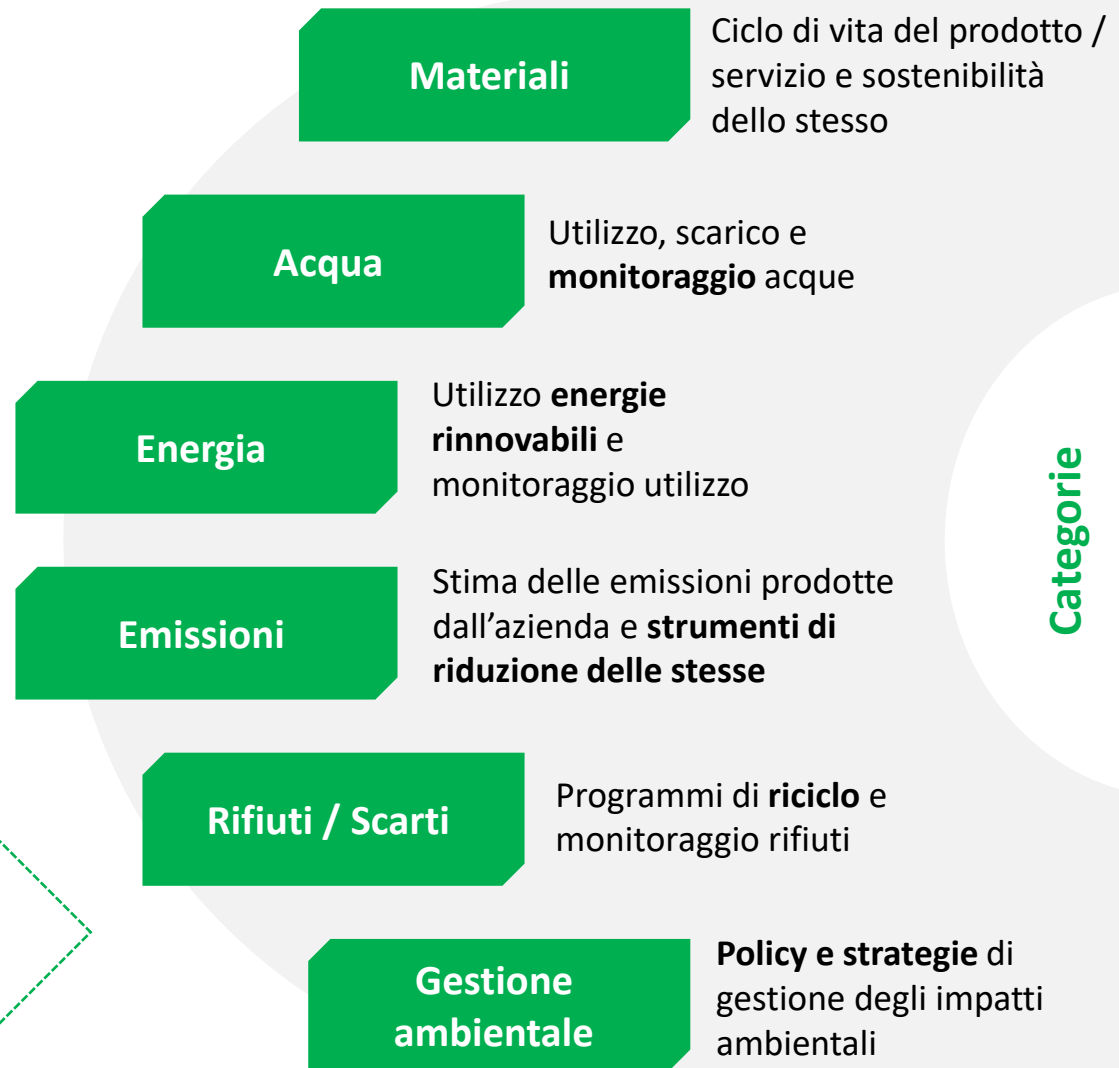 Materiali
Ciclo di vita del prodotto /
servizio e sostenibilità
dello stesso
Acqua
Utilizzo, scarico e
monitoraggio acque
Energia
Utilizzo energie
rinnovabili e
monitoraggio utilizzo
Emissioni
Stima delle emissioni prodotte
dall’azienda e strumenti di
riduzione delle stesse
Rifiuti / Scarti
Programmi di riciclo e
monitoraggio rifiuti
Gestione
ambientale
Policy e strategie di
gestione degli impatti
ambientali
Categorie